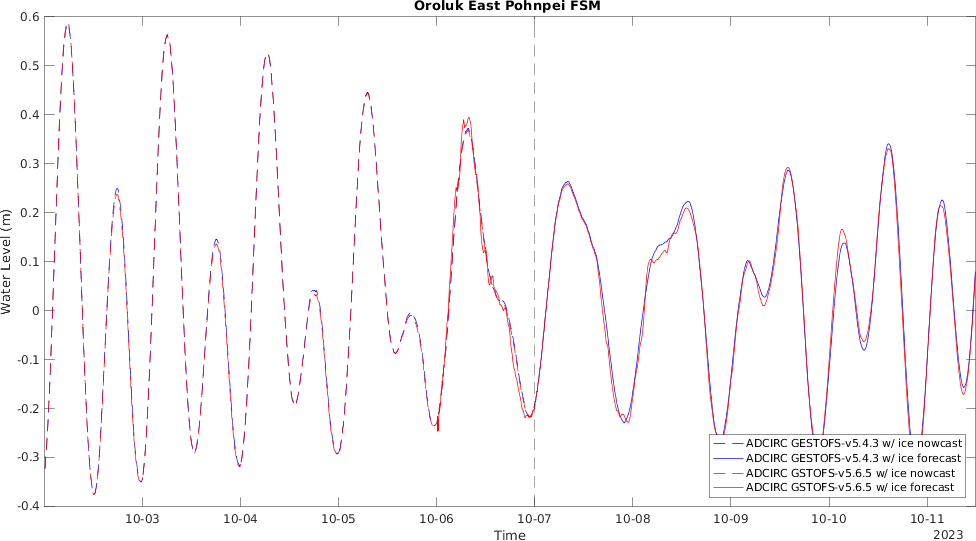 Oroluk East Pohnpei FSM
0.6
0.5
0.4
0.3
0.2
0.1
0
-0.1
-0.2
-0.3
-0.4
Water Level (m)
ADCIRC GESTOFS-v5.4.3 w/ ice nowcast
ADCIRC GESTOFS-v5.4.3 w/ ice forecast
ADCIRC GSTOFS-v5.6.5 w/ ice nowcast
ADCIRC GSTOFS-v5.6.5 w/ ice forecast
10-03 10-04 10-05 10-06 10-07 10-08 10-09 10-10 10-11
Time
2023